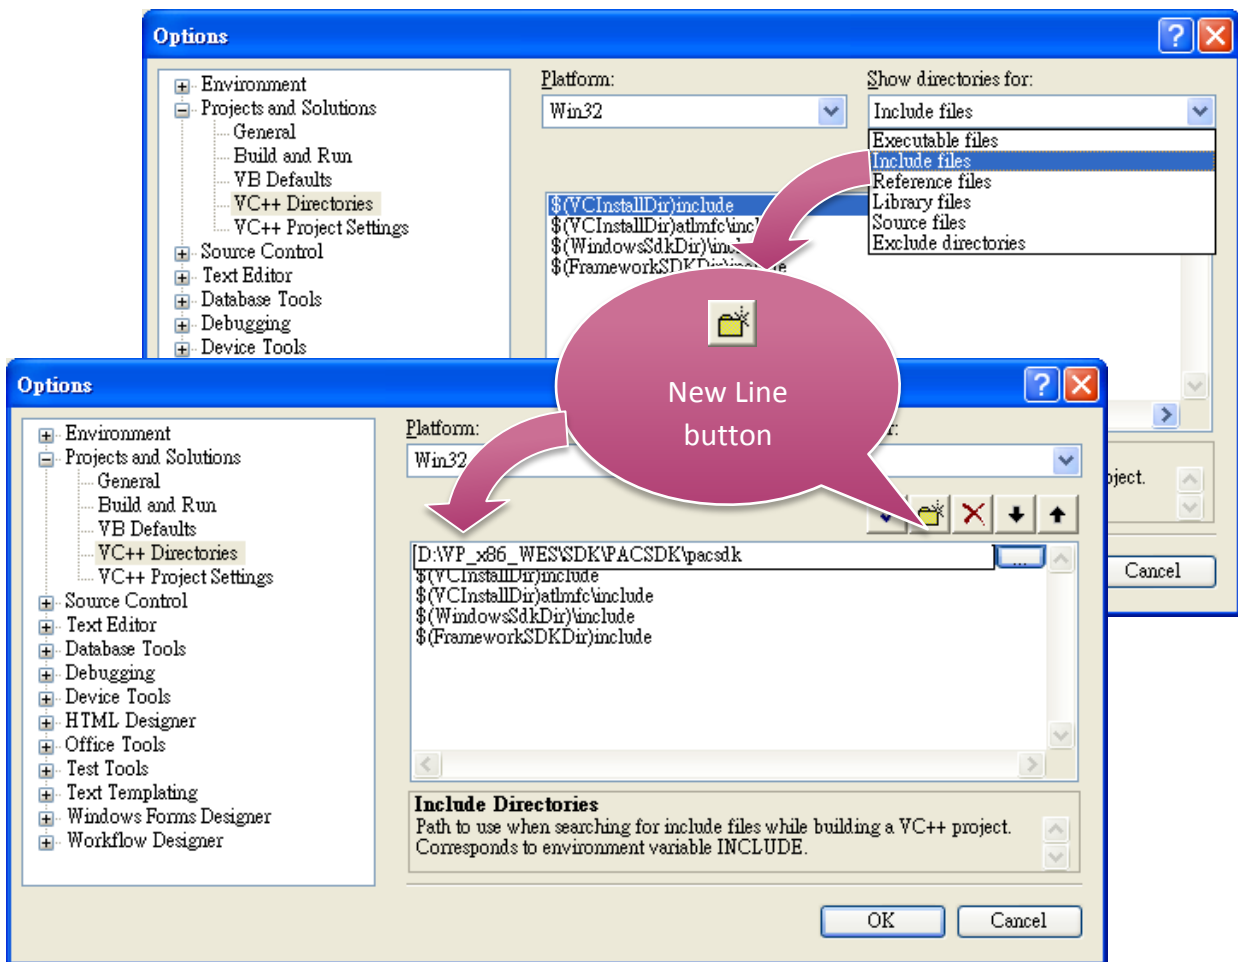 Options
Environment
Projects and Solutions
General
Build and Run
VB Defaults
VC++ Directories
VC++ Project Settings
Source Control
Text Editor
Database Tools
Debugging
Device Tools
Platform:
Win32
Show directories for:
Include files
Executable files
Include files
Reference files
Library files
Source files
Exclude directories
$(VCInstallDir)include
$(VCInstallDir)atlmfc\incl
$(WindowsSdkDir)\inclu
$(FrameworkSDKDir)include
oject.
Cancel
New Line
button
Options
Environment
Projects and Solutions
General
Build and Run
VB Defaults
VC++ Directories
VC++ Project Settings
Source Control
Text Editor
Database Tools
Debugging
Device Tools
HTML Designer
Office Tools
Test Tools
Text Templating
Windows Forms Designer
Workflow Designer
Platform:
Win32
r:
D:\VP_x86_WES\SDK\PACSDK\pacsdk
...
$(VCInstallDir)include
$(VCInstallDir)atlmfc\include
$(WindowsSdkDir)\include
$(FrameworkSDKDir)include
Include Directories
Path to use when searching for include files while building a VC++ project.
Corresponds to environment variable INCLUDE.
OK
Cancel